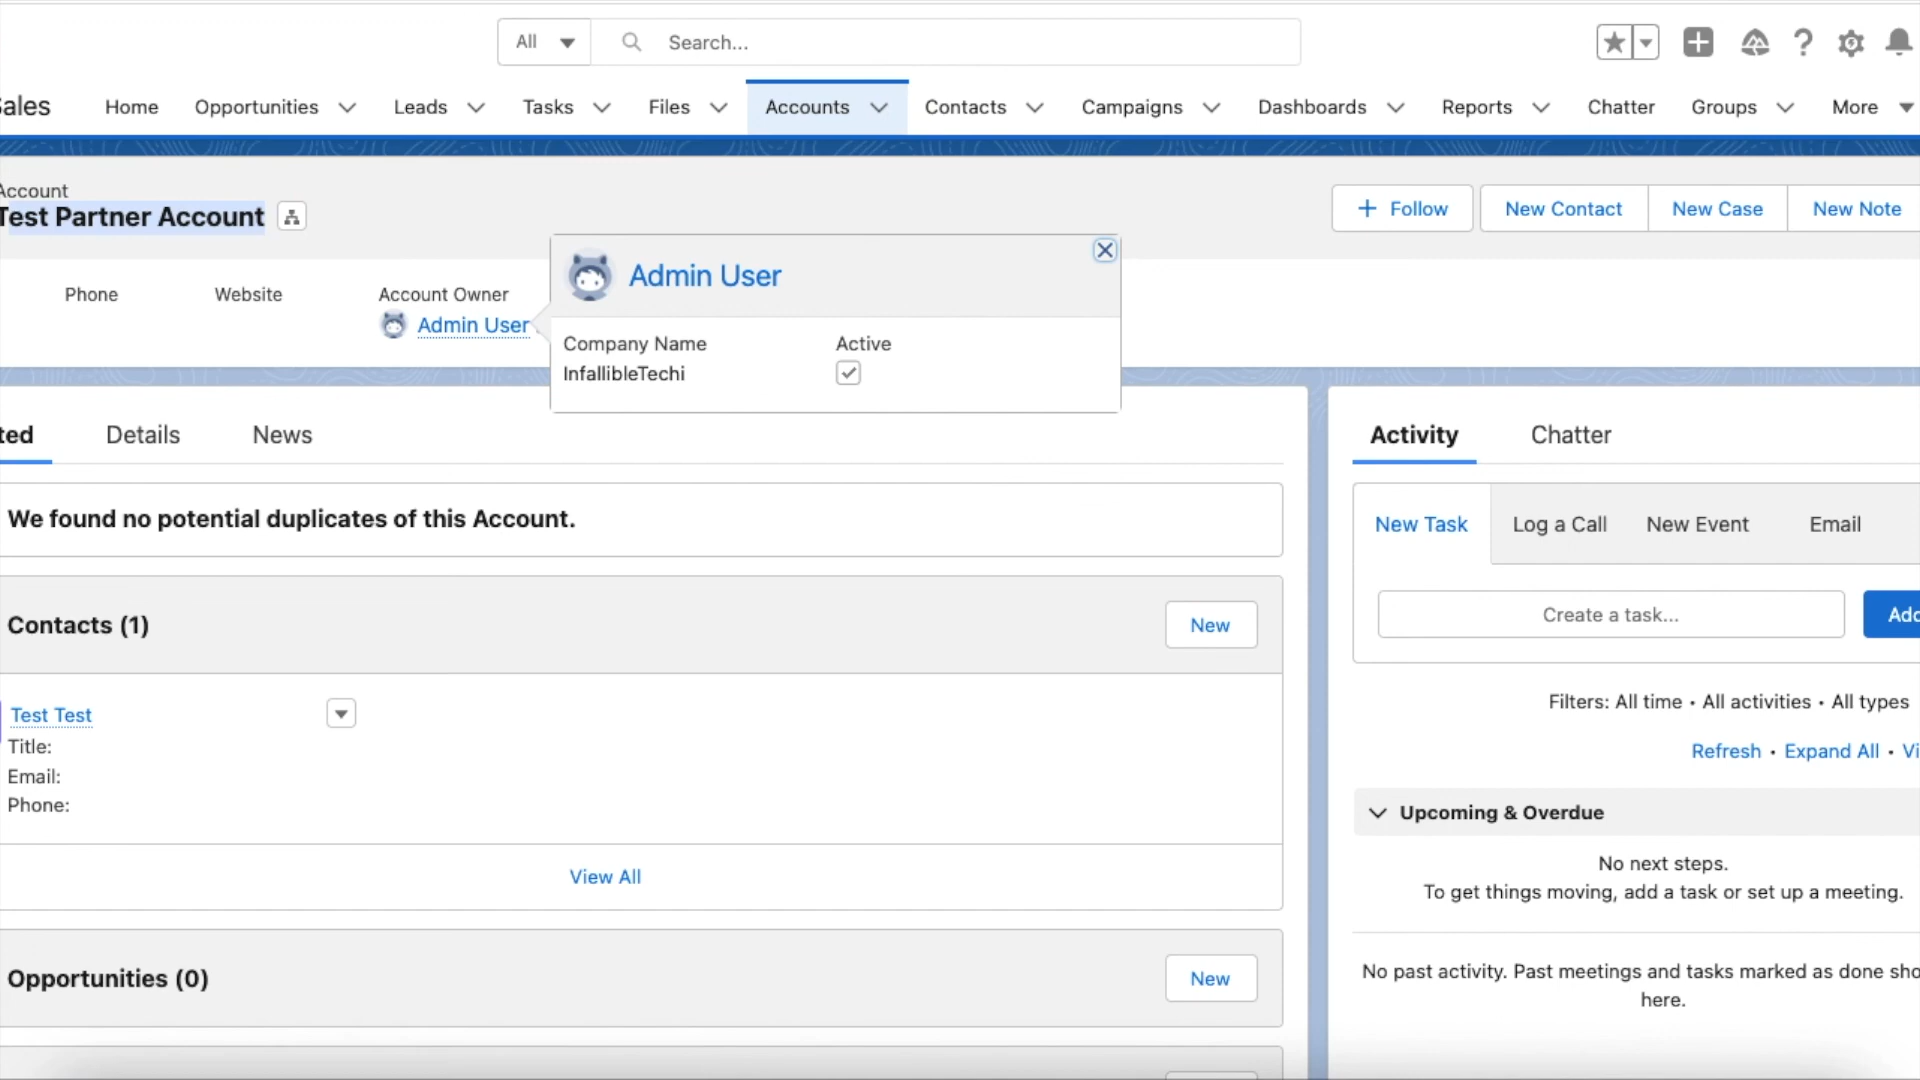 All
Search...
Sales
Home
Opportunities
Leads
Tasks
Files
Accounts
Contacts
Campaigns
Dashboards
Reports
Chatter
Groups
More
Account
Test Partner Account
Follow
New Contact
New Case
New Note
Phone
Website
Account Owner
Admin User
Admin User
Company Name
Active
InfallibleTechi
ted
Details
News
We found no potential duplicates of this Account.
Contacts (1)
New
Test Test
Title:
Email:
Phone:
View All
Opportunities (0)
New
Activity
Chatter
New Task
Log a Call
New Event
Email
Create a task...
Add
Filters: All time • All activities • All types
Refresh • Expand All • Vi
Upcoming & Overdue
No next steps.
To get things moving, add a task or set up a meeting.
No past activity. Past meetings and tasks marked as done sho
here.